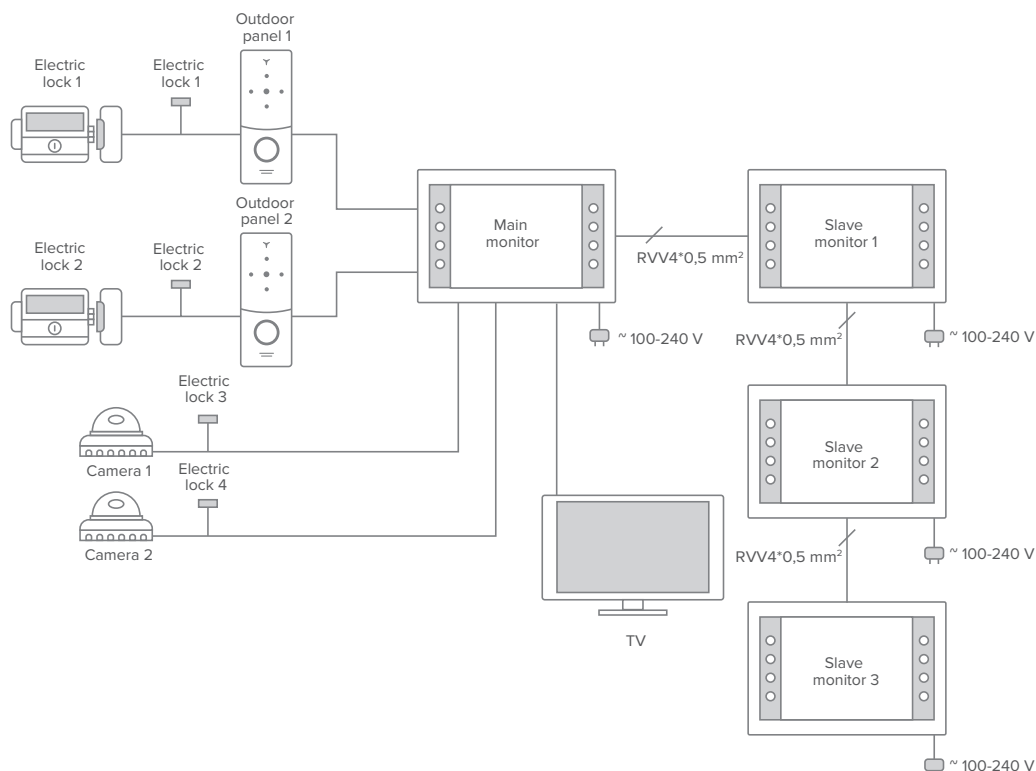 Outdoor
panel 1
Electric
lock 1
Electric
lock 1
Outdoor
panel 2
Electric
lock 2
Electric
lock 2
Main
monitor
RVV4*0,5 mm²
Slave
monitor 1
~ 100-240 V
RVV4*0,5 mm²
~ 100-240 V
Electric
lock 3
Camera 1
Electric
lock 4
Camera 2
Slave
monitor 2
RVV4*0,5 mm²
~ 100-240 V
TV
Slave
monitor 3
~ 100-240 V